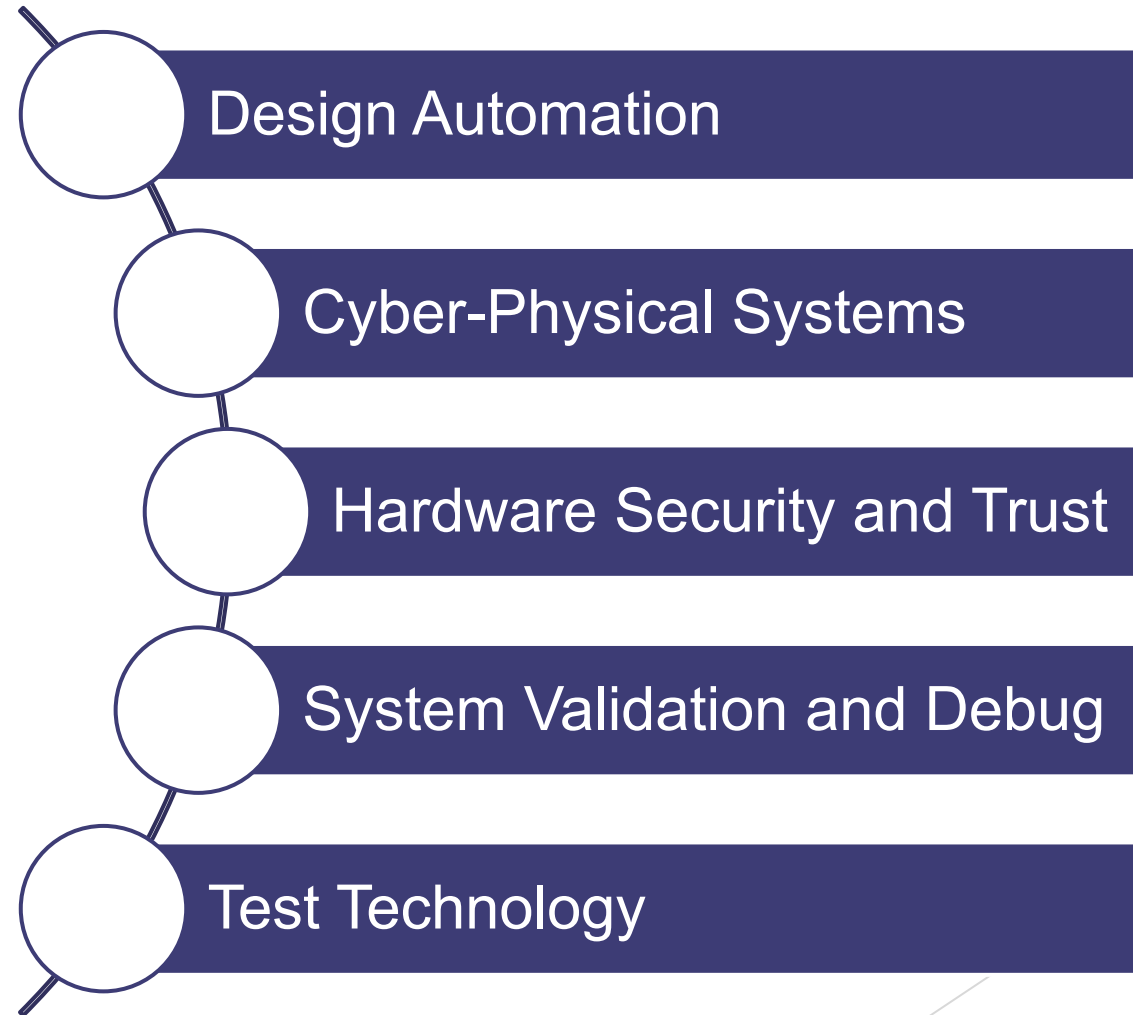 Design Automation
Cyber-Physical Systems
Hardware Security and Trust
System Validation and Debug
Test Technology